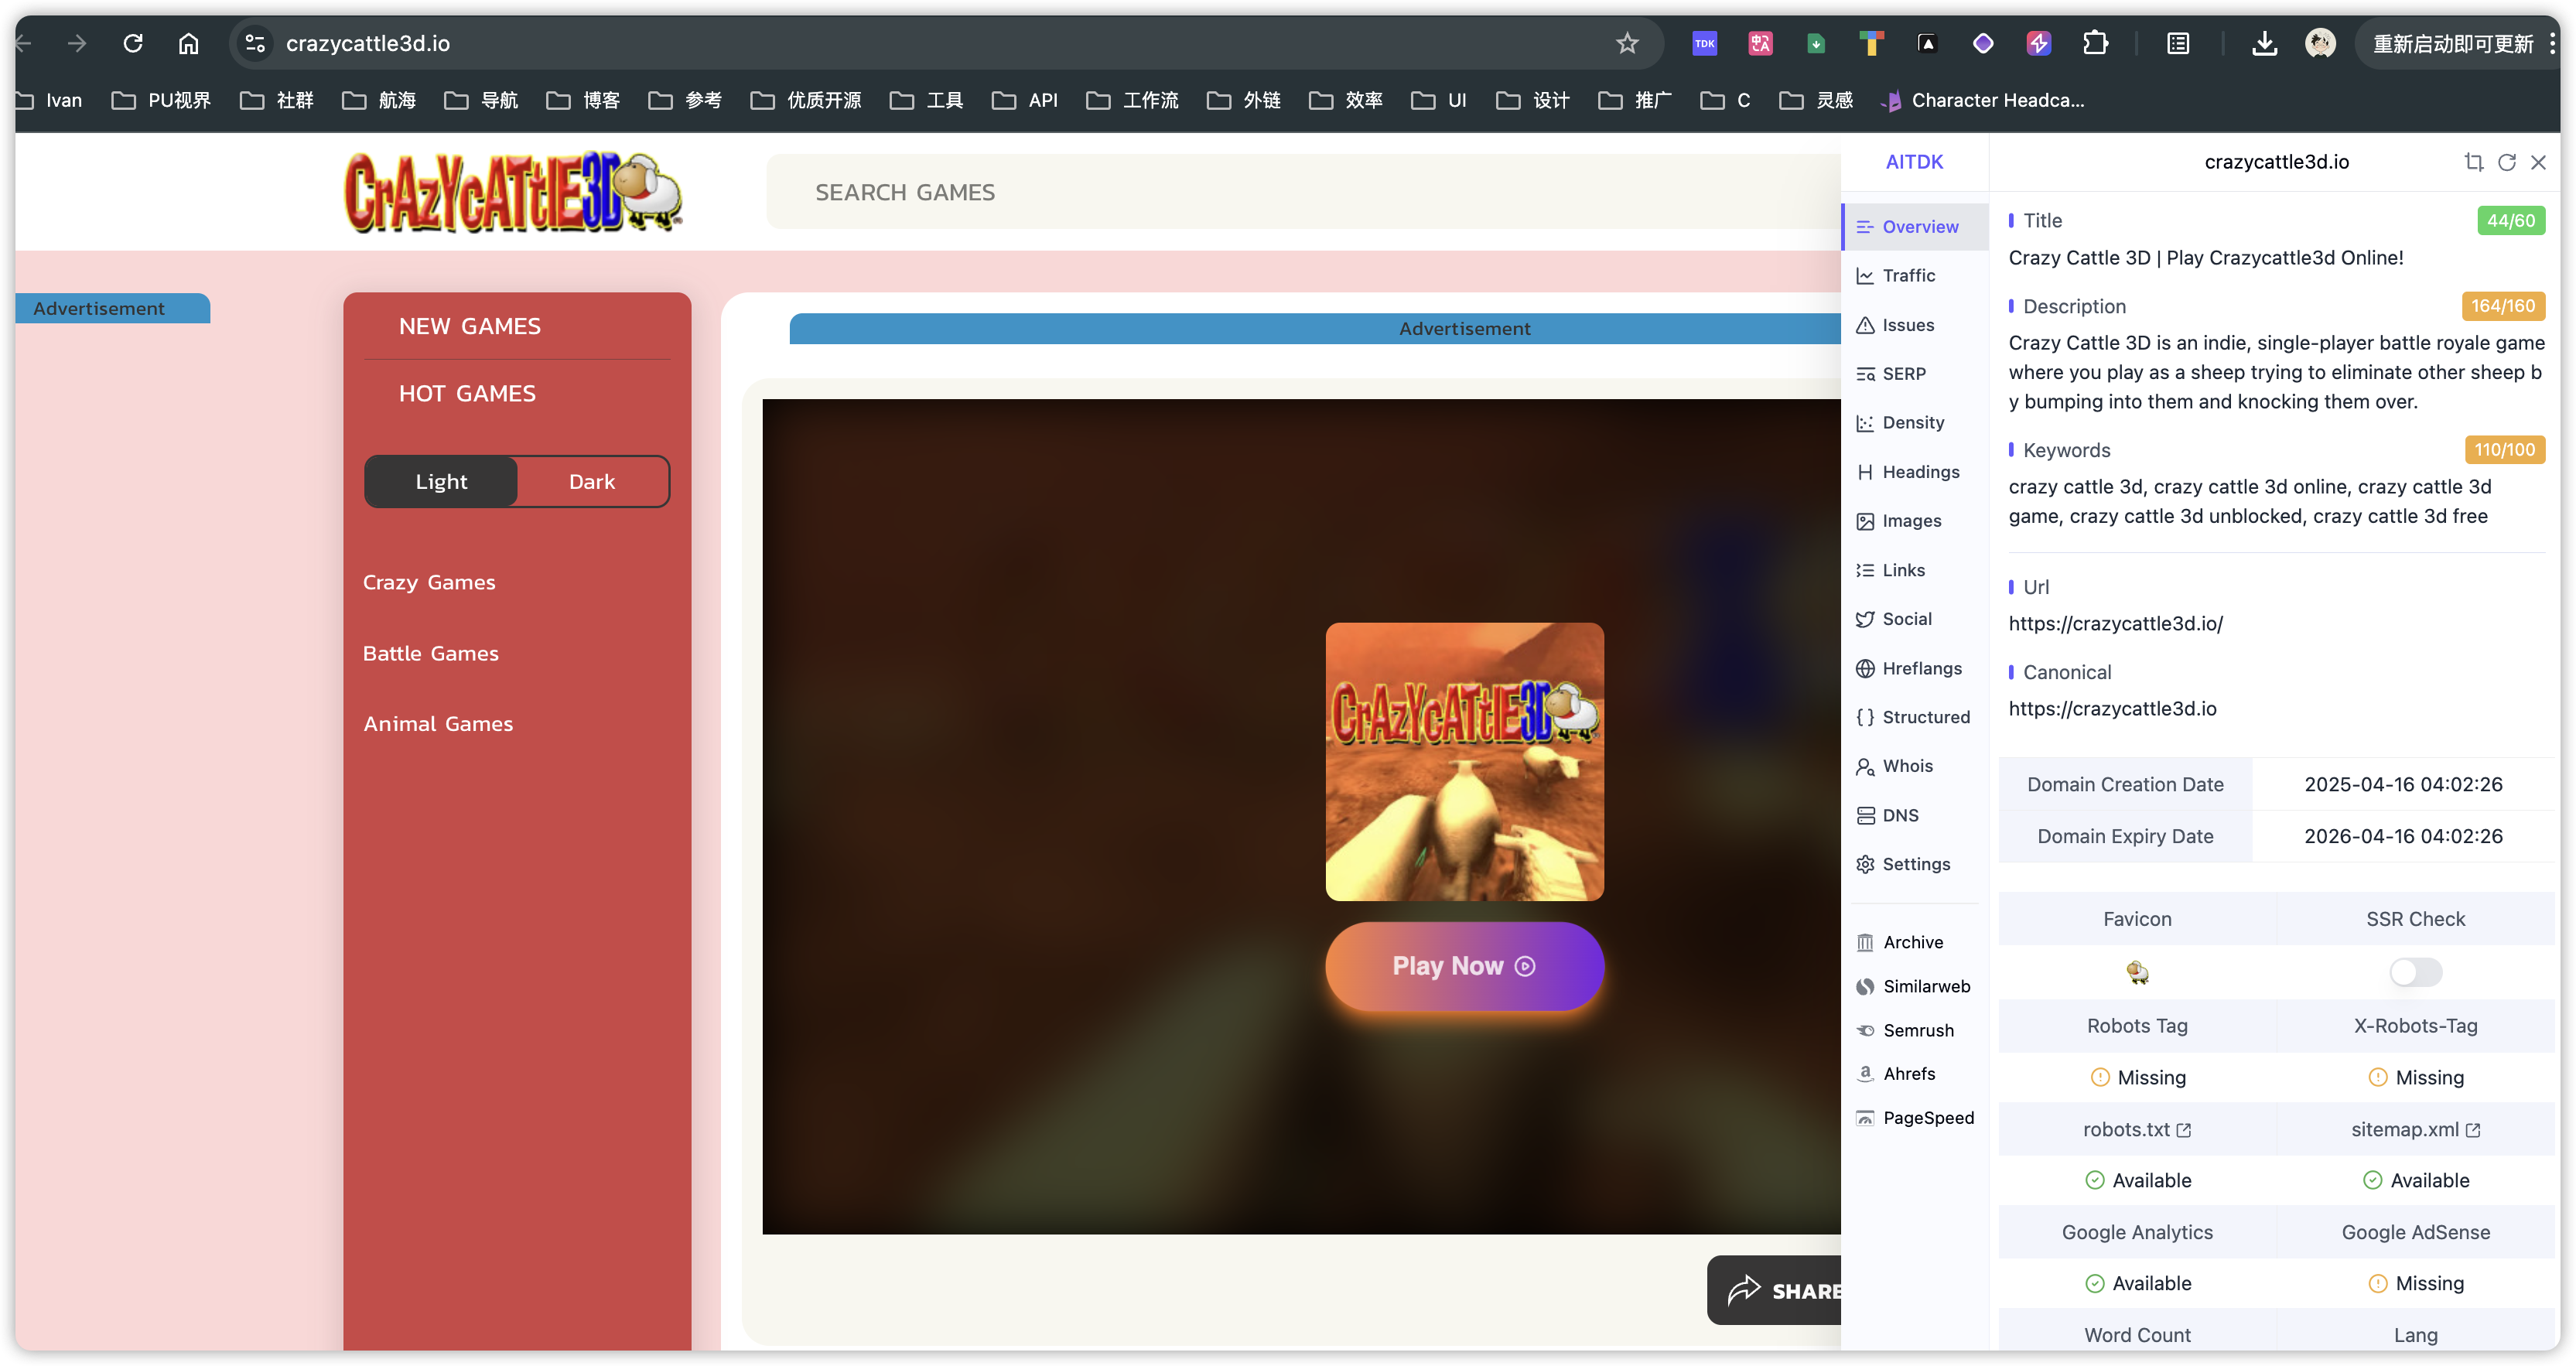 crazycattle3d.io
TDK
重新启动即可更新
Ivan
PU视界
社群
航海
导航
博客
参考
优质开源
工具
API
工作流
外链
效率
UI
设计
推广
C
灵感
Character Headca...
CrAzYcATtlE3D
SEARCH GAMES
Advertisement
NEW GAMES
HOT GAMES
Light
Dark
Crazy Games
Battle Games
Animal Games
Advertisement
CrAzYcATtlE3D
Play Now
SHARE
AITDK
Overview
Traffic
Issues
SERP
Density
Headings
Images
Links
Social
Hreflangs
Structured
Whois
DNS
Settings
Archive
Similarweb
Semrush
Ahrefs
PageSpeed
crazycattle3d.io
Title
44/60
Crazy Cattle 3D | Play Crazycattle3d Online!
Description
164/160
Crazy Cattle 3D is an indie, single-player battle royale game
where you play as a sheep trying to eliminate other sheep b
y bumping into them and knocking them over.
Keywords
110/100
crazy cattle 3d, crazy cattle 3d online, crazy cattle 3d
game, crazy cattle 3d unblocked, crazy cattle 3d free
Url
https://crazycattle3d.io/
Canonical
https://crazycattle3d.io
Domain Creation Date
2025-04-16 04:02:26
Domain Expiry Date
2026-04-16 04:02:26
Favicon
SSR Check
Robots Tag
X-Robots-Tag
Missing
Missing
robots.txt
sitemap.xml
Available
Available
Google Analytics
Google AdSense
Available
Missing
Word Count
Lang